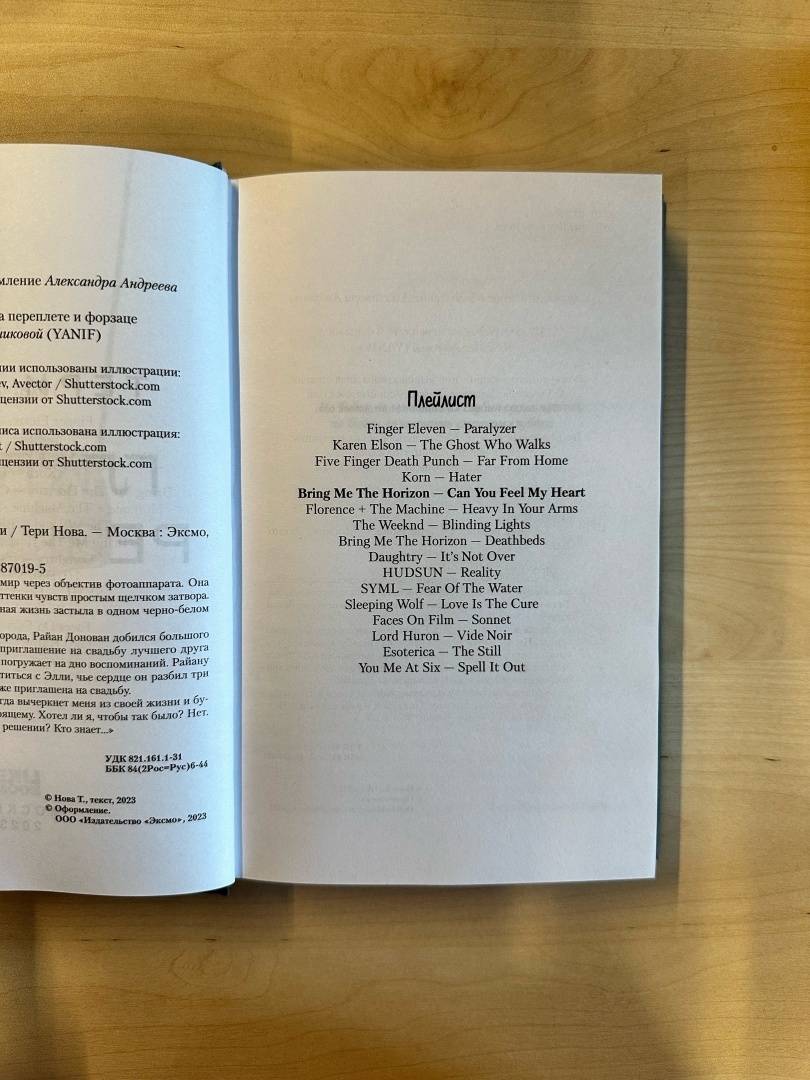 мление Александра Андреева
а переплете и форзаце
никовой (YANIF)
нии использованы иллюстрации:
ev, Avector / Shutterstock.com
цензии от Shutterstock.com
писа использована иллюстрация:
t / Shutterstock.com
цензии от Shutterstock.com
и / Тери Нова. — Москва : Эксмо,
87019-5
мир через объектив фотоаппарата. Она
ттенки чувств простым щелчком затвора.
ная жизнь застыла в одном черно-белом
орода, Райан Донован добился большого
приглашение на свадьбу лучшего друга
погружает на дно воспоминаний. Райану
титься с Элли, чье сердце он разбил три
же приглашена на свадьбу.
гда вычеркнет меня из своей жизни и бу-
оящему. Хотел ли я, чтобы так было? Нет.
решении? Кто знает...»
УДК 821.161.1-31
ББК 84(2Рос=Рус)6-44
© Нова Т., текст, 2023
© Оформление.
ООО «Издательство «Эксмо», 2023
Плейлист
Finger Eleven — Paralyzer
Karen Elson — The Ghost Who Walks
Five Finger Death Punch — Far From Home
Korn — Hater
Bring Me The Horizon — Can You Feel My Heart
Florence + The Machine — Heavy In Your Arms
The Weeknd — Blinding Lights
Bring Me The Horizon — Deathbeds
Daughtry — It's Not Over
HUDSUN — Reality
SYML — Fear Of The Water
Sleeping Wolf — Love Is The Cure
Faces On Film — Sonnet
Lord Huron — Vide Noir
Esoterica — The Still
You Me At Six — Spell It Out